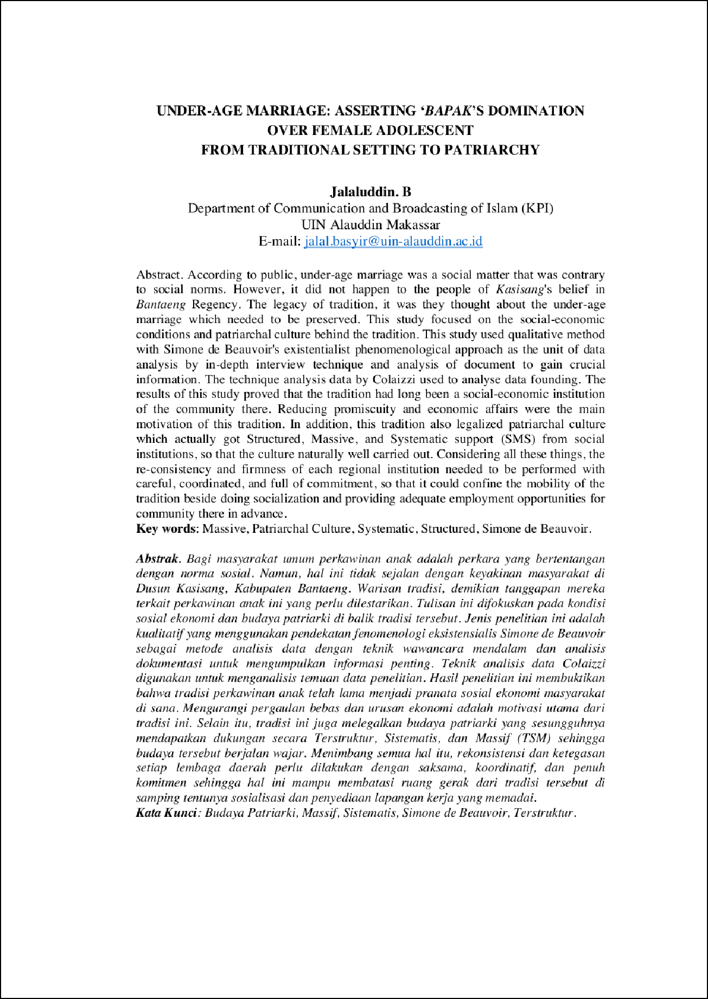 UNDER-AGE MARRIAGE: ASSERTING ‘BAPAK’S DOMINATION
OVER FEMALE ADOLESCENT
FROM TRADITIONAL SETTING TO PATRIARCHY
Jalaluddin. B
Department of Communication and Broadcasting of Islam (KPI)
UIN Alauddin Makassar
E-mail: jalal.basyir@uin-alauddin.ac.id
Abstract. According to public, under-age marriage was a social matter that was contrary
to social norms. However, it did not happen to the people of Kasisang's belief in
Bantaeng Regency. The legacy of tradition, it was they thought about the under-age
marriage which needed to be preserved. This study focused on the social-economic
conditions and patriarchal culture behind the tradition. This study used qualitative method
with Simone de Beauvoir's existentialist phenomenological approach as the unit of data
analysis by in-depth interview technique and analysis of document to gain crucial
information. The technique analysis data by Colaizzi used to analyse data founding. The
results of this study proved that the tradition had long been a social-economic institution
of the community there. Reducing promiscuity and economic affairs were the main
motivation of this tradition. In addition, this tradition also legalized patriarchal culture
which actually got Structured, Massive, and Systematic support (SMS) from social
institutions, so that the culture naturally well carried out. Considering all these things, the
re-consistency and firmness of each regional institution needed to be performed with
careful, coordinated, and full of commitment, so that it could confine the mobility of the
tradition beside doing socialization and providing adequate employment opportunities for
community there in advance.
Key words: Massive, Patriarchal Culture, Systematic, Structured, Simone de Beauvoir.
Abstrak. Bagi masyarakat umum perkawinan anak adalah perkara yang bertentangan
dengan norma sosial. Namun, hal ini tidak sejalan dengan keyakinan masyarakat di
Dusun Kasisang, Kabupaten Bantaeng. Warisan tradisi, demikian tanggapan mereka
terkait perkawinan anak ini yang perlu dilestarikan. Tulisan ini difokuskan pada kondisi
sosial ekonomi dan budaya patriarki di balik tradisi tersebut. Jenis penelitian ini adalah
kualitatif yang menggunakan pendekatan fenomenologi eksistensialis Simone de Beauvoir
sebagai metode analisis data dengan teknik wawancara mendalam dan analisis
dokumentasi untuk mengumpulkan informasi penting. Teknik analisis data Colaizzi
digunakan untuk menganalisis temuan data penelitian. Hasil penelitian ini membuktikan
bahwa tradisi perkawinan anak telah lama menjadi pranata sosial ekonomi masyarakat
di sana. Mengurangi pergaulan bebas dan urusan ekonomi adalah motivasi utama dari
tradisi ini. Selain itu, tradisi ini juga melegalkan budaya patriarki yang sesungguhnya
mendapatkan dukungan secara Terstruktur, Sistematis, dan Massif (TSM) sehingga
budaya tersebut berjalan wajar. Menimbang semua hal itu, rekonsistensi dan ketegasan
setiap lembaga daerah perlu dilakukan dengan saksama, koordinatif, dan penuh
komitmen sehingga hal ini mampu membatasi ruang gerak dari tradisi tersebut di
samping tentunya sosialisasi dan penyediaan lapangan kerja yang memadai.
Kata Kunci: Budaya Patriarki, Massif, Sistematis, Simone de Beauvoir, Terstruktur.